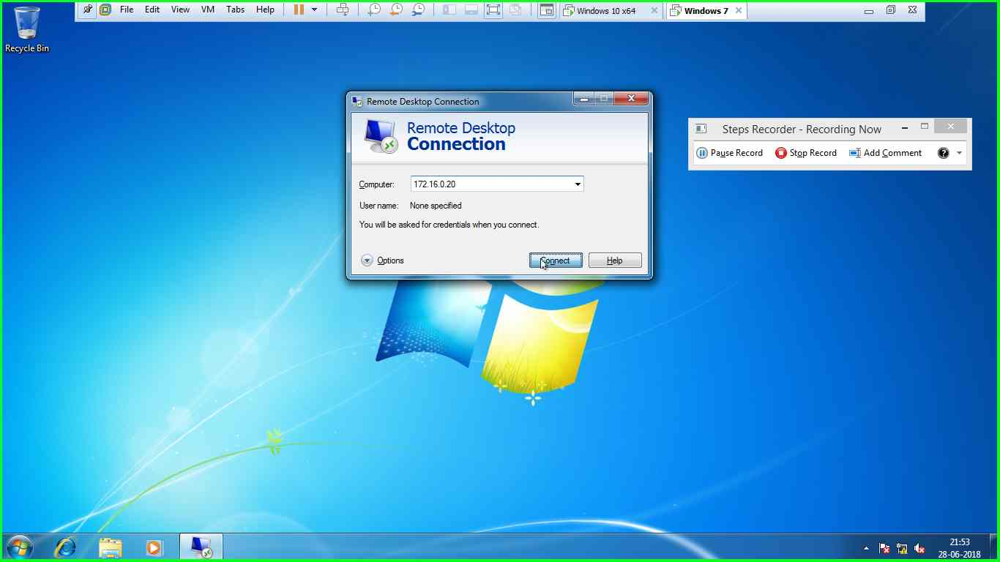 File Edit View VM Tabs Help
Windows 10 x64
Windows 7
Recycle Bin
Remote Desktop Connection
Remote Desktop
Connection
Computer: 172.16.0.20
User name: None specified
You will be asked for credentials when you connect.
Options
Connect
Help
Steps Recorder - Recording Now
Pause Record Stop Record Add Comment
21:53
28-06-2018